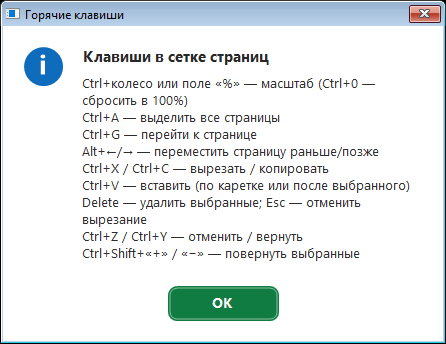 Горячие клавиши
Клавиши в сетке страниц
Ctrl+колесо или поле «%» — масштаб (Ctrl+0 —
сбросить в 100%)
Ctrl+A — выделить все страницы
Ctrl+G — перейти к странице
Alt+←/→ — переместить страницу раньше/позже
Ctrl+X / Ctrl+C — вырезать / копировать
Ctrl+V — вставить (по каретке или после выбранного)
Delete — удалить выбранные; Esc — отменить
вырезание
Ctrl+Z / Ctrl+Y — отменить / вернуть
Ctrl+Shift+«+» / «−» — повернуть выбранные
ОК